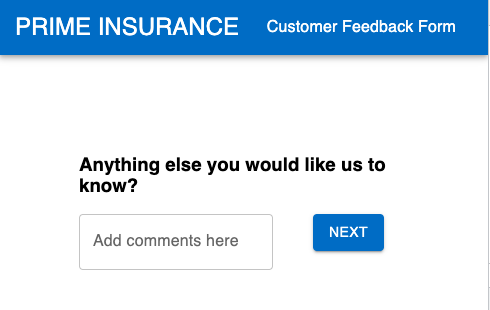 PRIME INSURANCE Customer Feedback Form
Anything else you would like us to
know?
Add comments here NEXT